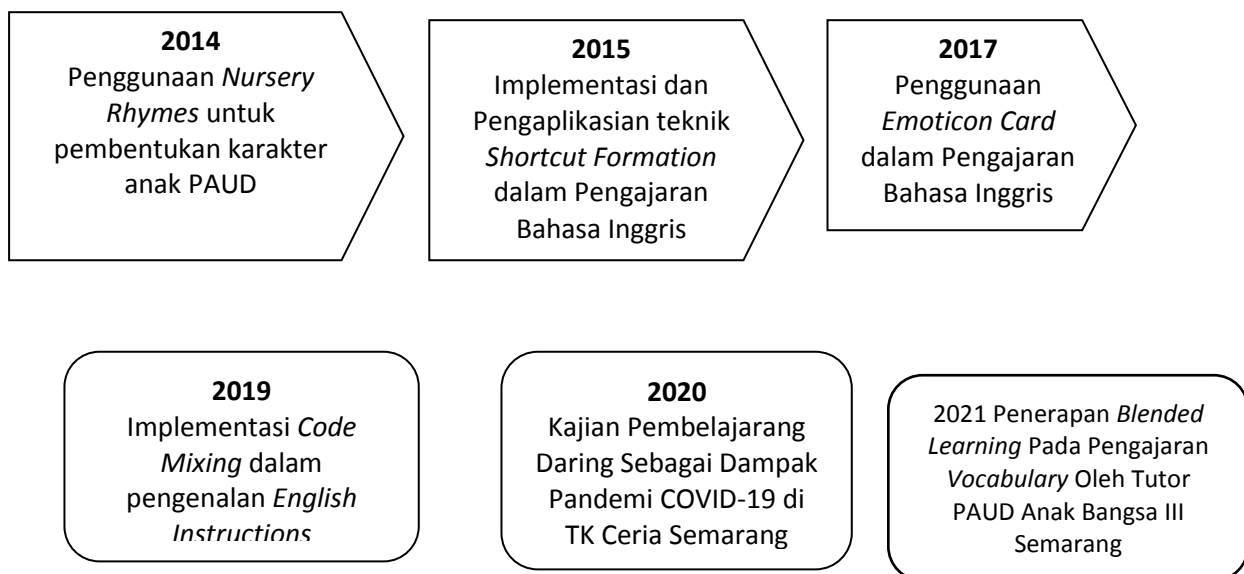 2014
Penggunaan Nursery
Rhymes untuk
pembentukan karakter
anak PAUD
2015
Implementasi dan
Pengaplikasian teknik
Shortcut Formation
dalam Pengajaran
Bahasa Inggris
2017
Penggunaan
Emoticon Card
dalam Pengajaran
Bahasa Inggris
2019
Implementasi Code
Mixing dalam
pengenalan English
Instructions
2020
Kajian Pembelajarang
Daring Sebagai Dampak
Pandemi COVID-19 di
TK Ceria Semarang
2021 Penerapan Blended
Learning Pada Pengajaran
Vocabulary Oleh Tutor
PAUD Anak Bangsa III
Semarang